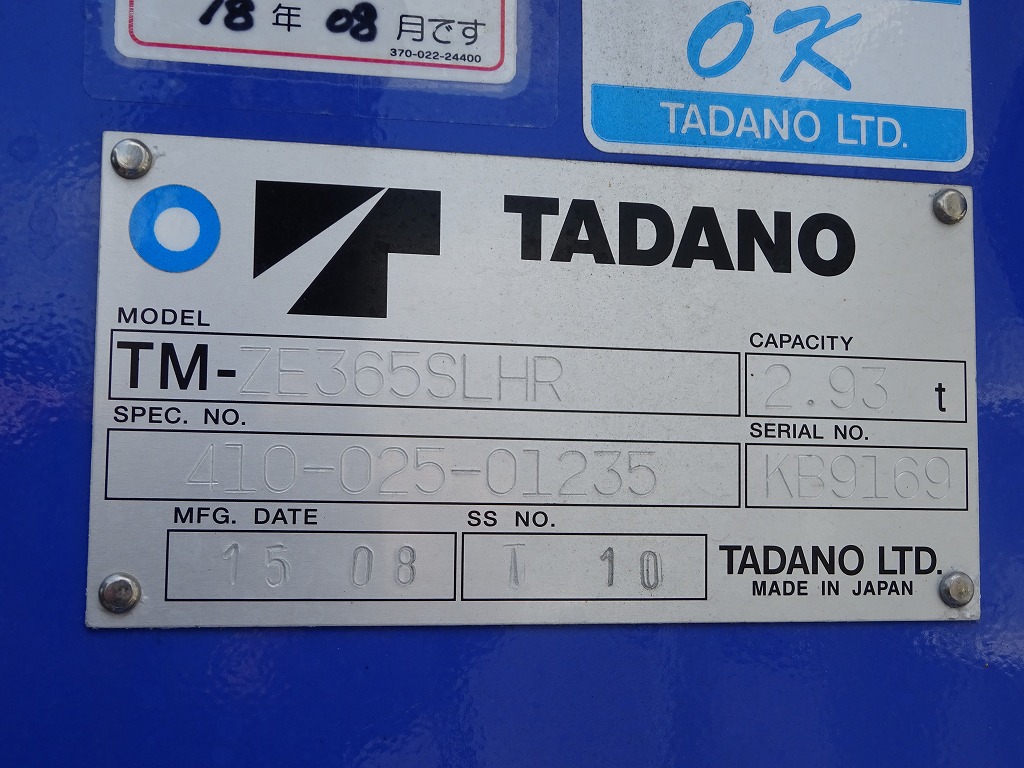 18年 08月です
370-022-24400
OK
TADANO LTD.
TADANO
MODEL
TM-ZE365SLHR
CAPACITY
2.93 t
SPEC. NO.
410-025-01235
SERIAL NO.
KB9169
MFG. DATE
15 08
SS NO.
T 10
TADANO LTD.
MADE IN JAPAN